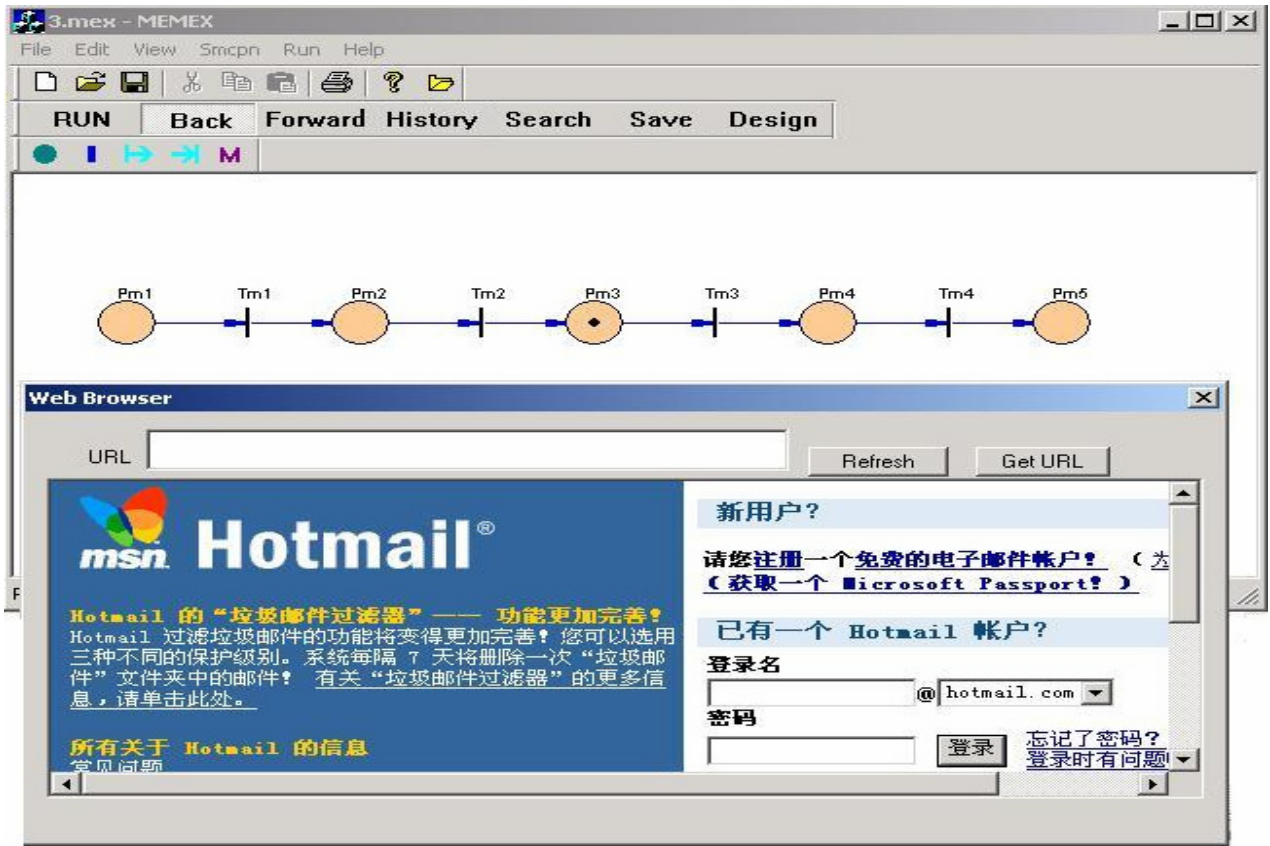 3.mex - MEMEX
File Edit View Smcpn Run Help
RUN Back Forward History Search Save Design
M
Pm1 Tm1 Pm2 Tm2 Pm3 Tm3 Pm4 Tm4 Pm5
Web Browser
URL Refresh Get URL
msn Hotmail®
Hotmail 的“垃圾邮件过滤器”—— 功能更加完善!
Hotmail 过滤垃圾邮件的功能将变得更加完善!您可以选用
三种不同的保护级别。系统每隔 7 天将删除一次“垃圾邮
件”文件夹中的邮件! 有关“垃圾邮件过滤器”的更多信
息,请单击此处。
所有关于 Hotmail 的信息
常见问题
新用户?
请您注册一个免费的电子邮件帐户! (为
(获取一个 Microsoft Passport!)
已有一个 Hotmail 帐户?
登录名
@ hotmail.com
密码
登录
忘记了密码?
登录时有问题